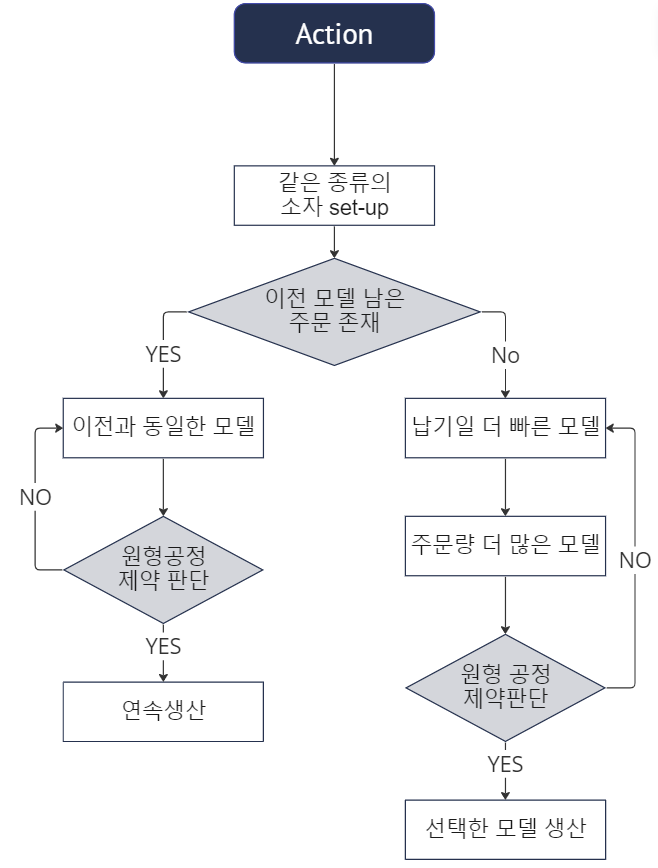 Action
같은 종류의
소자 set-up
이전 모델 남은
주문 존재
YES
No
이전과 동일한 모델
납기일 더 빠른 모델
NO
주문량 더 많은 모델
원형공정
제약 판단
NO
YES
원형 공정
제약판단
연속생산
YES
선택한 모델 생산